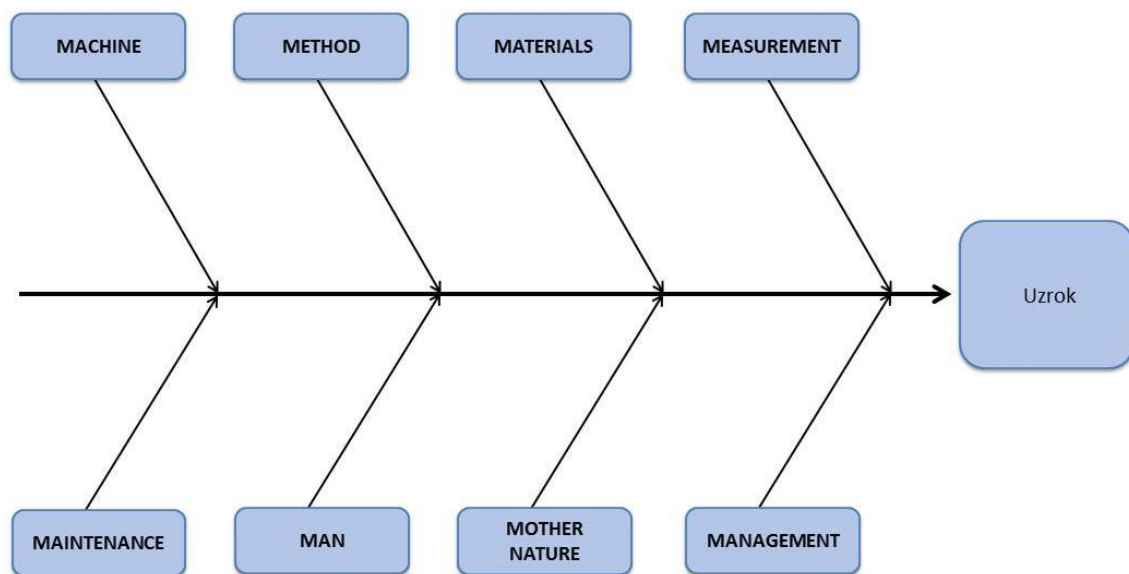 MACHINE
METHOD
MATERIALS
MEASUREMENT
Uzrok
MAINTENANCE
MAN
MOTHER
NATURE
MANAGEMENT